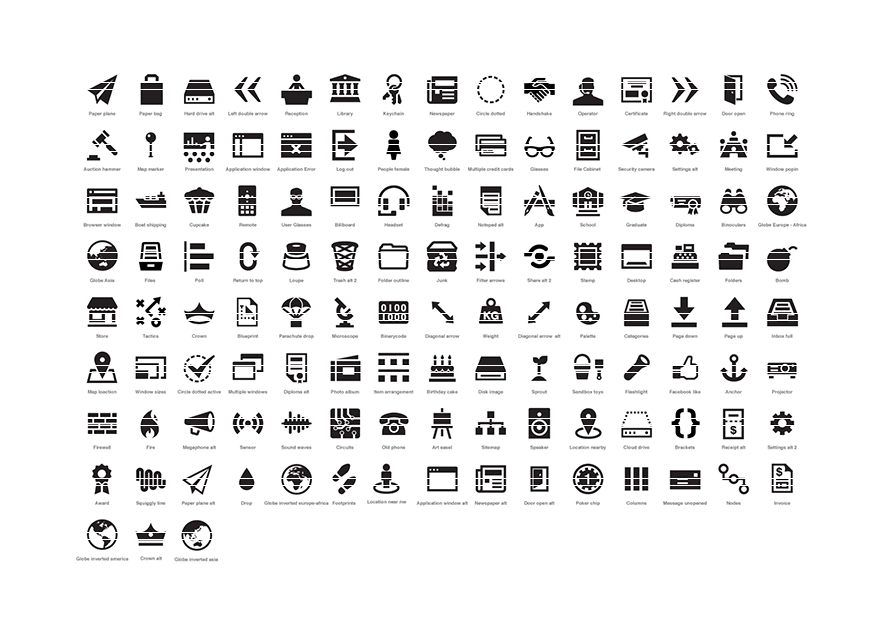 Paper plane Paper bag Hard drive alt Left double arrow Reception Library Keychain Newspaper Circle dotted Handshake Operator Certificate Right double arrow Door open Phone ring
Auction hammer Map marker Presentation Application window Application Error Log out People female Thought bubble Multiple credit cards Glasses File Cabinet Security camera Settings alt Meeting Window popin
Browser window Boat shipping Cupcake Remote User Glasses Billboard Headset Defrag Notepad alt App School Graduate Diploma Binoculars Globe Europe - Africa
Globe Asia Files Poll Return to top Loupe Trash alt 2 Folder outline Junk Filter arrows Share alt 2 Stamp Desktop Cash register Folders Bomb
Store Tactics Crown Blueprint Parachute drop Microscope Binarycode Diagonal arrow Weight Diagonal arrow alt Palette Categories Page down Page up Inbox full
0100
1000
KG
Map loaction Window sizes Circle dotted active Multiple windows Diploma alt Photo album Item arrangement Birthday cake Disk image Sprout Sandbox toys Flashlight Facebook like Anchor Projector
Firewall Fire Megaphone alt Sensor Sound waves Circuits Old phone Art easel Sitemap Speaker Location nearby Cloud drive Brackets Receipt alt Settings alt 2
$
Award Squiggly line Paper plane alt Drop Globe inverted europe-africa Footprints Location near me Application window alt Newspaper alt Door open alt Poker chip Columns Message unopened Nodes Invoice
$
Globe inverted america Crown alt Globe inverted asia